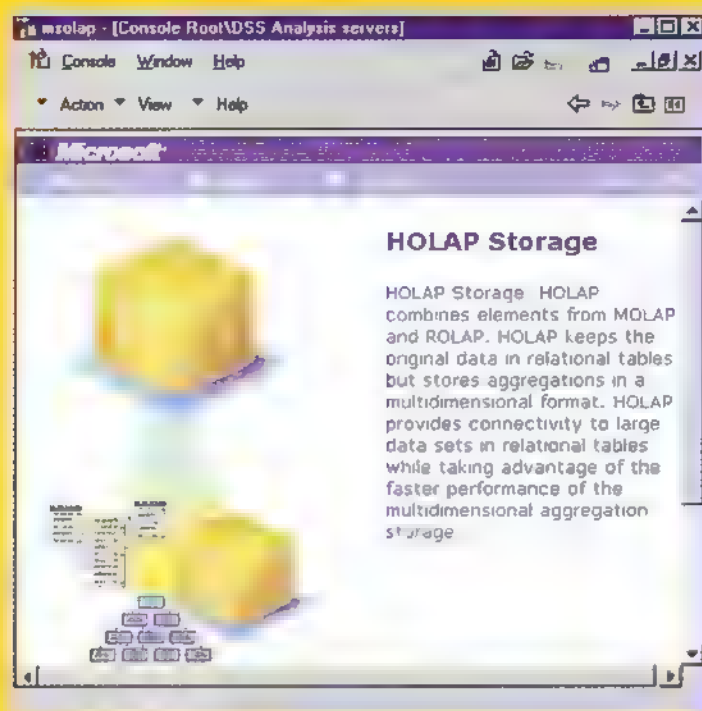 msolap - [Console Root\DSS Analysis servers]
Console Window Help
Action View Help
Microsoft
HOLAP Storage
HOLAP Storage HOLAP
combines elements from MOLAP
and ROLAP. HOLAP keeps the
original data in relational tables
but stores aggregations in a
multidimensional format. HOLAP
provides connectivity to large
data sets in relational tables
while taking advantage of the
faster performance of the
multidimensional aggregation
storage